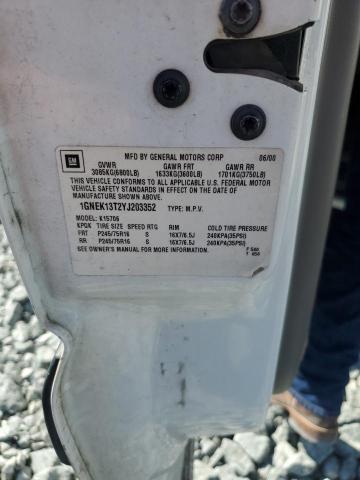 GM
MFD BY GENERAL MOTORS CORP 06/00
GVWR GAWR FRT GAWR RR
3085KG(6800LB) 1633KG(3600LB) 1701KG(3750LB)
THIS VEHICLE CONFORMS TO ALL APPLICABLE U.S. FEDERAL MOTOR
VEHICLE SAFETY STANDARDS IN EFFECT ON THE DATE OF
MANUFACTURE SHOWN ABOVE.
1GNEK13T2YJ203352 TYPE: M.P.V.
MODEL: K15706
TIRE SIZE SPEED RTG RIM COLD TIRE PRESSURE
FRT P245/75R16 S 16X7/6.5J 240KPA(35PSI)
RR P245/75R16 S 16X7/6.5J 240KPA(35PSI)
SEE OWNER'S MANUAL FOR MORE INFORMATION.